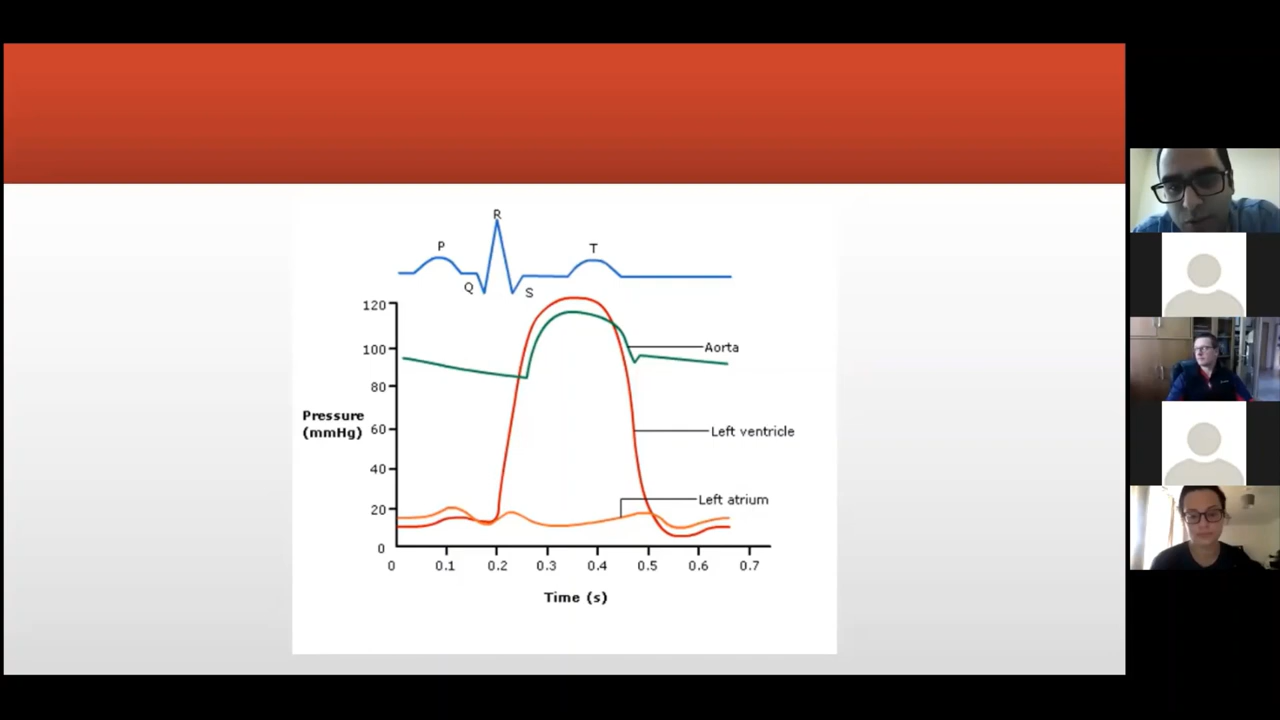 R
P
T
Q
S
120
100
Aorta
80
Pressure
(mmHg)
60
Left ventricle
40
Left atrium
20
0
0 0.1 0.2 0.3 0.4 0.5 0.6 0.7
Time (s)